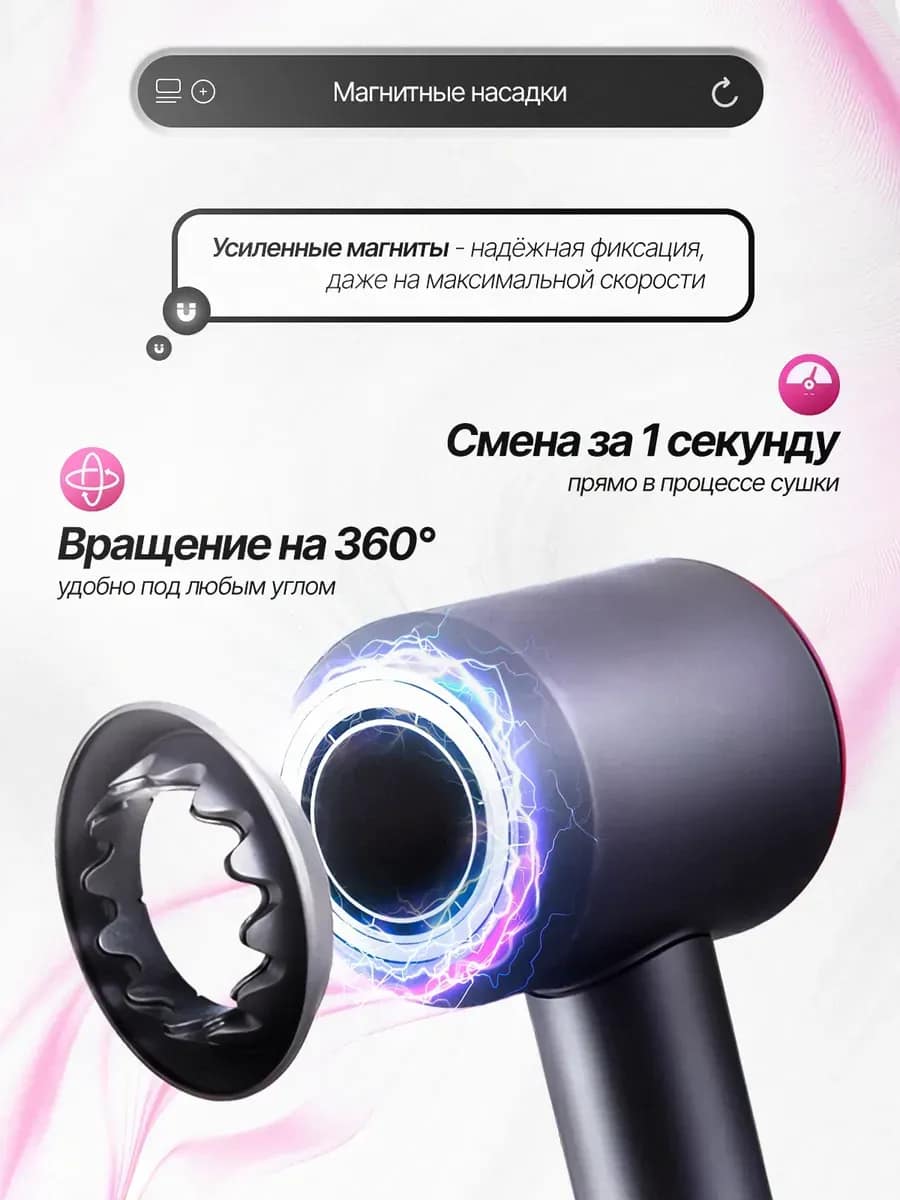 Магнитные насадки
Усиленные магниты - надёжная фиксация,
даже на максимальной скорости
Смена за 1 секунду
прямо в процессе сушки
Вращение на 360°
удобно под любым углом